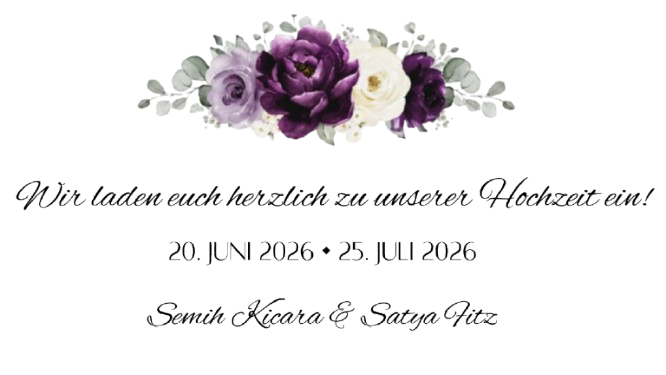 Wir laden euch herzlich zu unserer Hochzeit ein!
20. JUNI 2026 • 25. JULI 2026
Semih Kicara & Satya Fitz